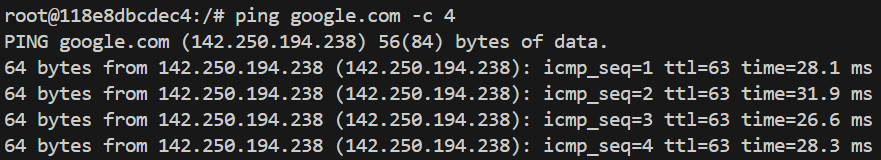 root@118e8dbcdec4:/# ping google.com -c 4
PING google.com (142.250.194.238) 56(84) bytes of data.
64 bytes from 142.250.194.238 (142.250.194.238): icmp_seq=1 ttl=63 time=28.1 ms
64 bytes from 142.250.194.238 (142.250.194.238): icmp_seq=2 ttl=63 time=31.9 ms
64 bytes from 142.250.194.238 (142.250.194.238): icmp_seq=3 ttl=63 time=26.6 ms
64 bytes from 142.250.194.238 (142.250.194.238): icmp_seq=4 ttl=63 time=28.3 ms